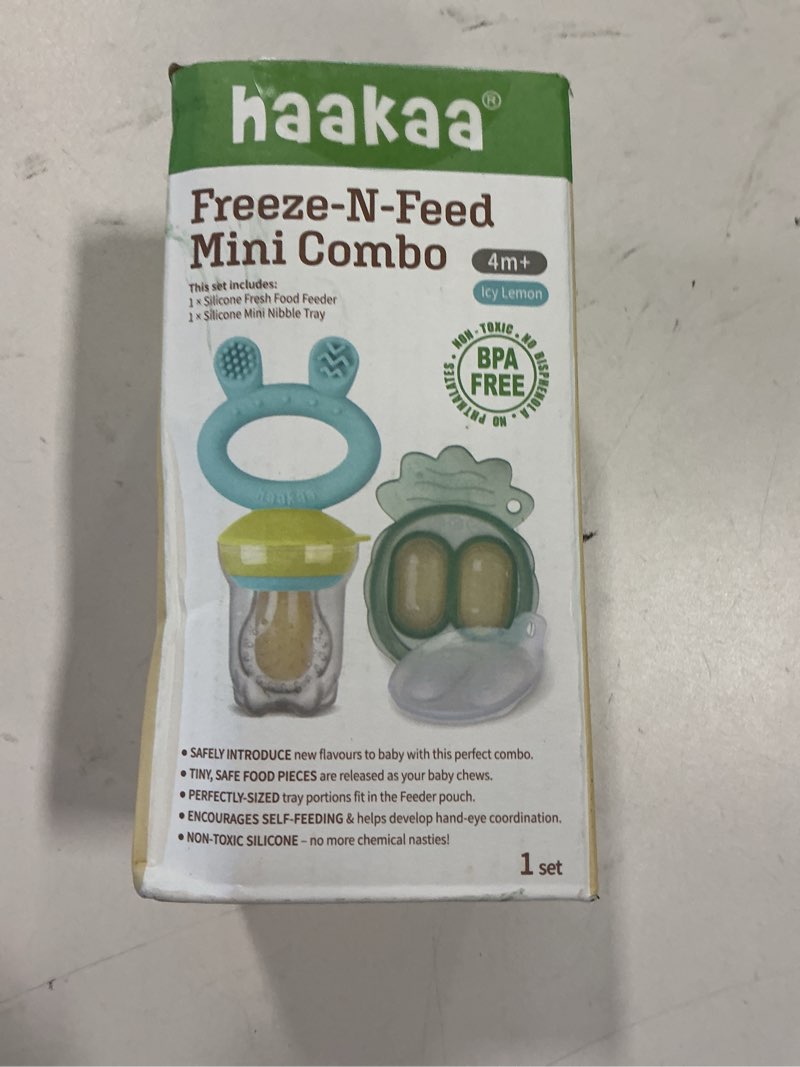 haakaa®
Freeze-N-Feed
Mini Combo
4m+
Icy Lemon
This set includes:
1 × Silicone Fresh Food Feeder
1 × Silicone Mini Nibble Tray
NON-TOXIC • NO BISPHENOL A • NO PHTHALATES •
BPA
FREE
haakaa
• SAFELY INTRODUCE new flavours to baby with this perfect combo.
• TINY, SAFE FOOD PIECES are released as your baby chews.
• PERFECTLY-SIZED tray portions fit in the Feeder pouch.
• ENCOURAGES SELF-FEEDING & helps develop hand-eye coordination.
• NON-TOXIC SILICONE – no more chemical nasties!
1 set